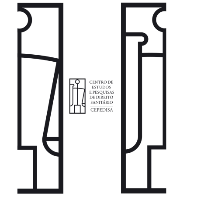 CENTRO DE
ESTUDOS
E PESQUISAS
DE DIREITO
SANITÁRIO
CEPEDISA